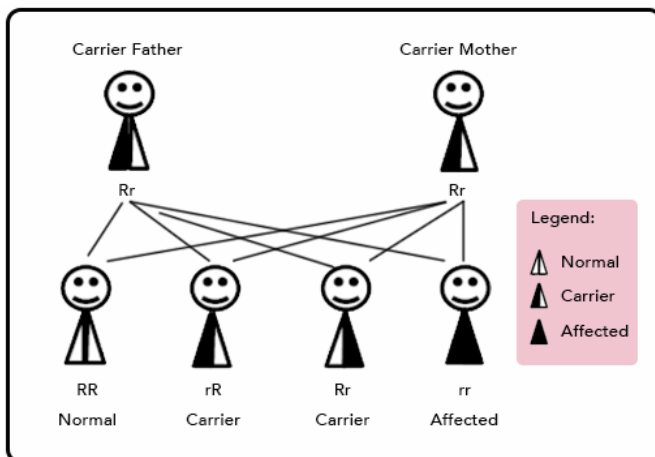 Carrier Father
Carrier Mother
Rr
Rr
Legend:
Normal
Carrier
Affected
RR
rR
Rr
rr
Normal
Carrier
Carrier
Affected